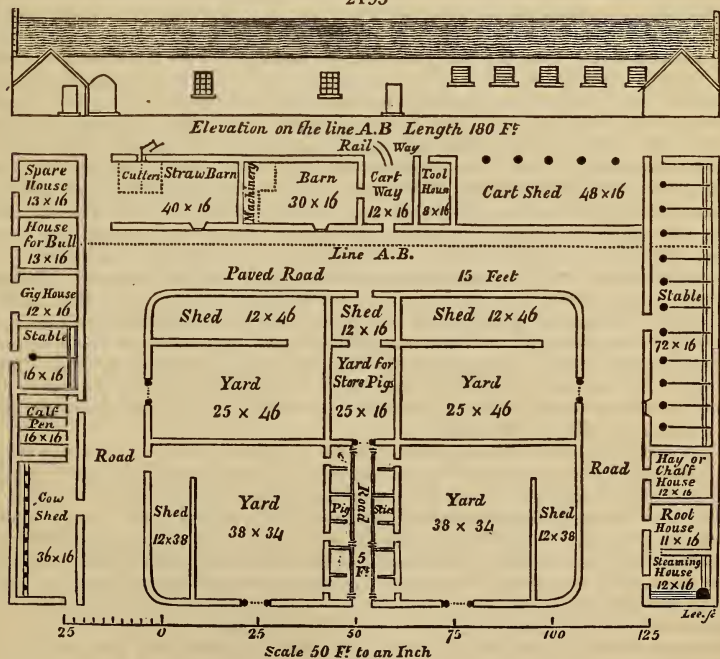 Elevation on the line A.B Length 180 Ft
Rail Way
Spare
House
13 × 16
House
for Bull
13 × 16
Gig House
12 × 16
Stable
16 × 16
Calf
Pen
16 × 16
Cow
Shed
36 × 16
Cutters
Straw Barn
40 × 16
Machinery
Barn
30 × 16
Cart
Way
12 × 16
Tool
House
8 × 16
Cart Shed 48 × 16
Line A.B.
Paved Road 15 Feet
Shed 12 × 46
Shed
12 × 16
Shed 12 × 46
Yard
25 × 46
Yard for
Store Pigs
25 × 16
Yard
25 × 46
Road
Shed
12 × 38
Yard
38 × 34
Pig
Road
5
Ft
Sties
Yard
38 × 34
Shed
12 × 38
Road
Stable
72 × 16
Hay or
Chaff
House
12 × 16
Root
House
11 × 16
Steaming
House
12 × 16
Lee. sc
25 0 25 50 75 100 125
Scale 50 Ft to an Inch